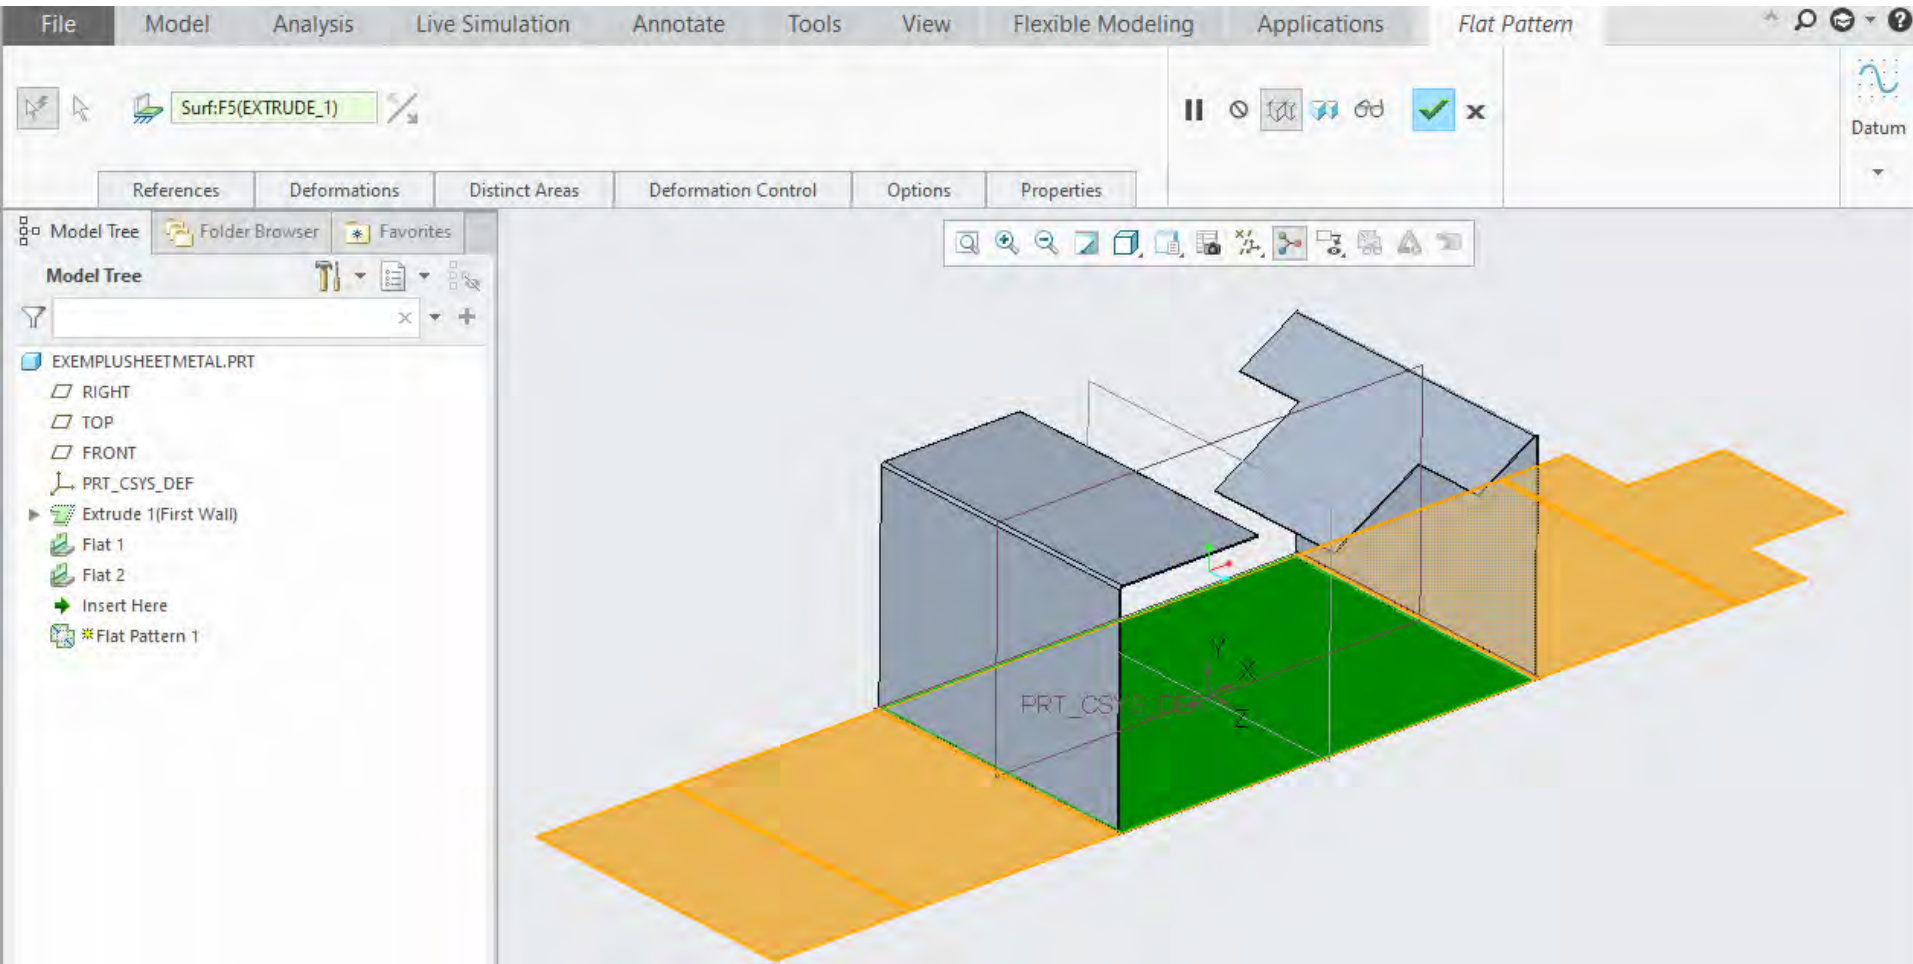 File Model Analysis Live Simulation Annotate Tools View Flexible Modeling Applications Flat Pattern
Surf:F5(EXTRUDE_1)
Datum
References Deformations Distinct Areas Deformation Control Options Properties
Model Tree Folder Browser Favorites
Model Tree
EXEMPLUSHEETMETAL.PRT
RIGHT
TOP
FRONT
PRT_CSYS_DEF
Extrude 1(First Wall)
Flat 1
Flat 2
Insert Here
Flat Pattern 1
Y
X
PRT_CSYS_DEF
Z